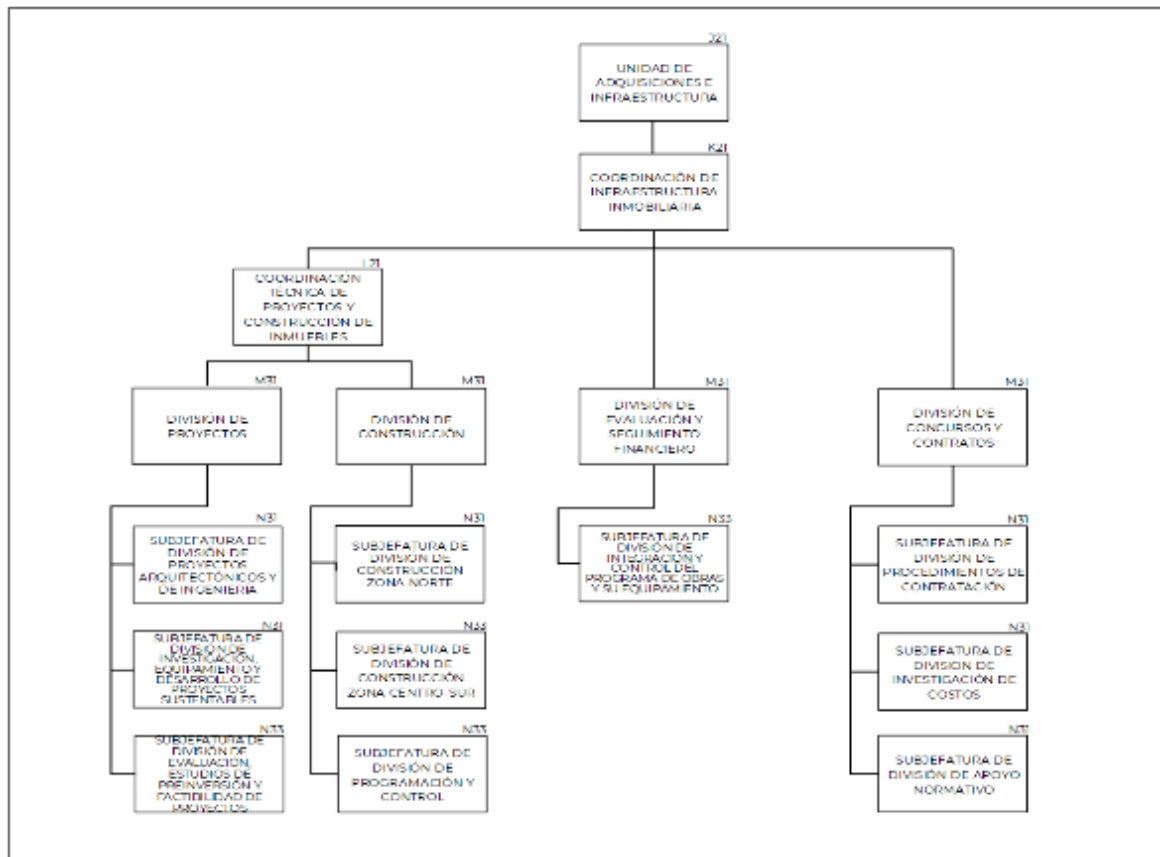 J21
UNIDAD DE
ADQUISICIONES E
INFRAESTRUCTURA
K21
COORDINACIÓN DE
INFRAESTRUCTURA
INMOBILIARIA
L21
COORDINACIÓN
TÉCNICA DE
PROYECTOS Y
CONSTRUCCIÓN DE
INMUEBLES
M31
DIVISIÓN DE
PROYECTOS
M31
DIVISIÓN DE
CONSTRUCCIÓN
M31
DIVISIÓN DE
EVALUACIÓN Y
SEGUIMIENTO
FINANCIERO
M31
DIVISIÓN DE
CONCURSOS Y
CONTRATOS
N31
SUBJEFATURA DE
DIVISIÓN DE
PROYECTOS
ARQUITECTÓNICOS Y
DE INGENIERÍA
N31
SUBJEFATURA DE
DIVISIÓN DE
CONSTRUCCIÓN
ZONA NORTE
N33
SUBJEFATURA DE
DIVISIÓN DE
INTEGRACIÓN Y
CONTROL DEL
PROGRAMA DE OBRAS
Y SU EQUIPAMIENTO
N31
SUBJEFATURA DE
DIVISIÓN DE
PROCEDIMIENTOS DE
CONTRATACIÓN
N31
SUBJEFATURA DE
DIVISIÓN DE
INVESTIGACIÓN,
EQUIPAMIENTO Y
DESARROLLO DE
PROYECTOS
SUSTENTABLES
N33
SUBJEFATURA DE
DIVISIÓN DE
CONSTRUCCIÓN
ZONA CENTRO-SUR
N31
SUBJEFATURA DE
DIVISIÓN DE
INVESTIGACIÓN DE
COSTOS
N33
SUBJEFATURA DE
DIVISIÓN DE
EVALUACIÓN,
ESTUDIOS DE
PREINVERSIÓN Y
FACTIBILIDAD DE
PROYECTOS
N33
SUBJEFATURA DE
DIVISIÓN DE
PROGRAMACIÓN Y
CONTROL
N31
SUBJEFATURA DE
DIVISIÓN DE APOYO
NORMATIVO